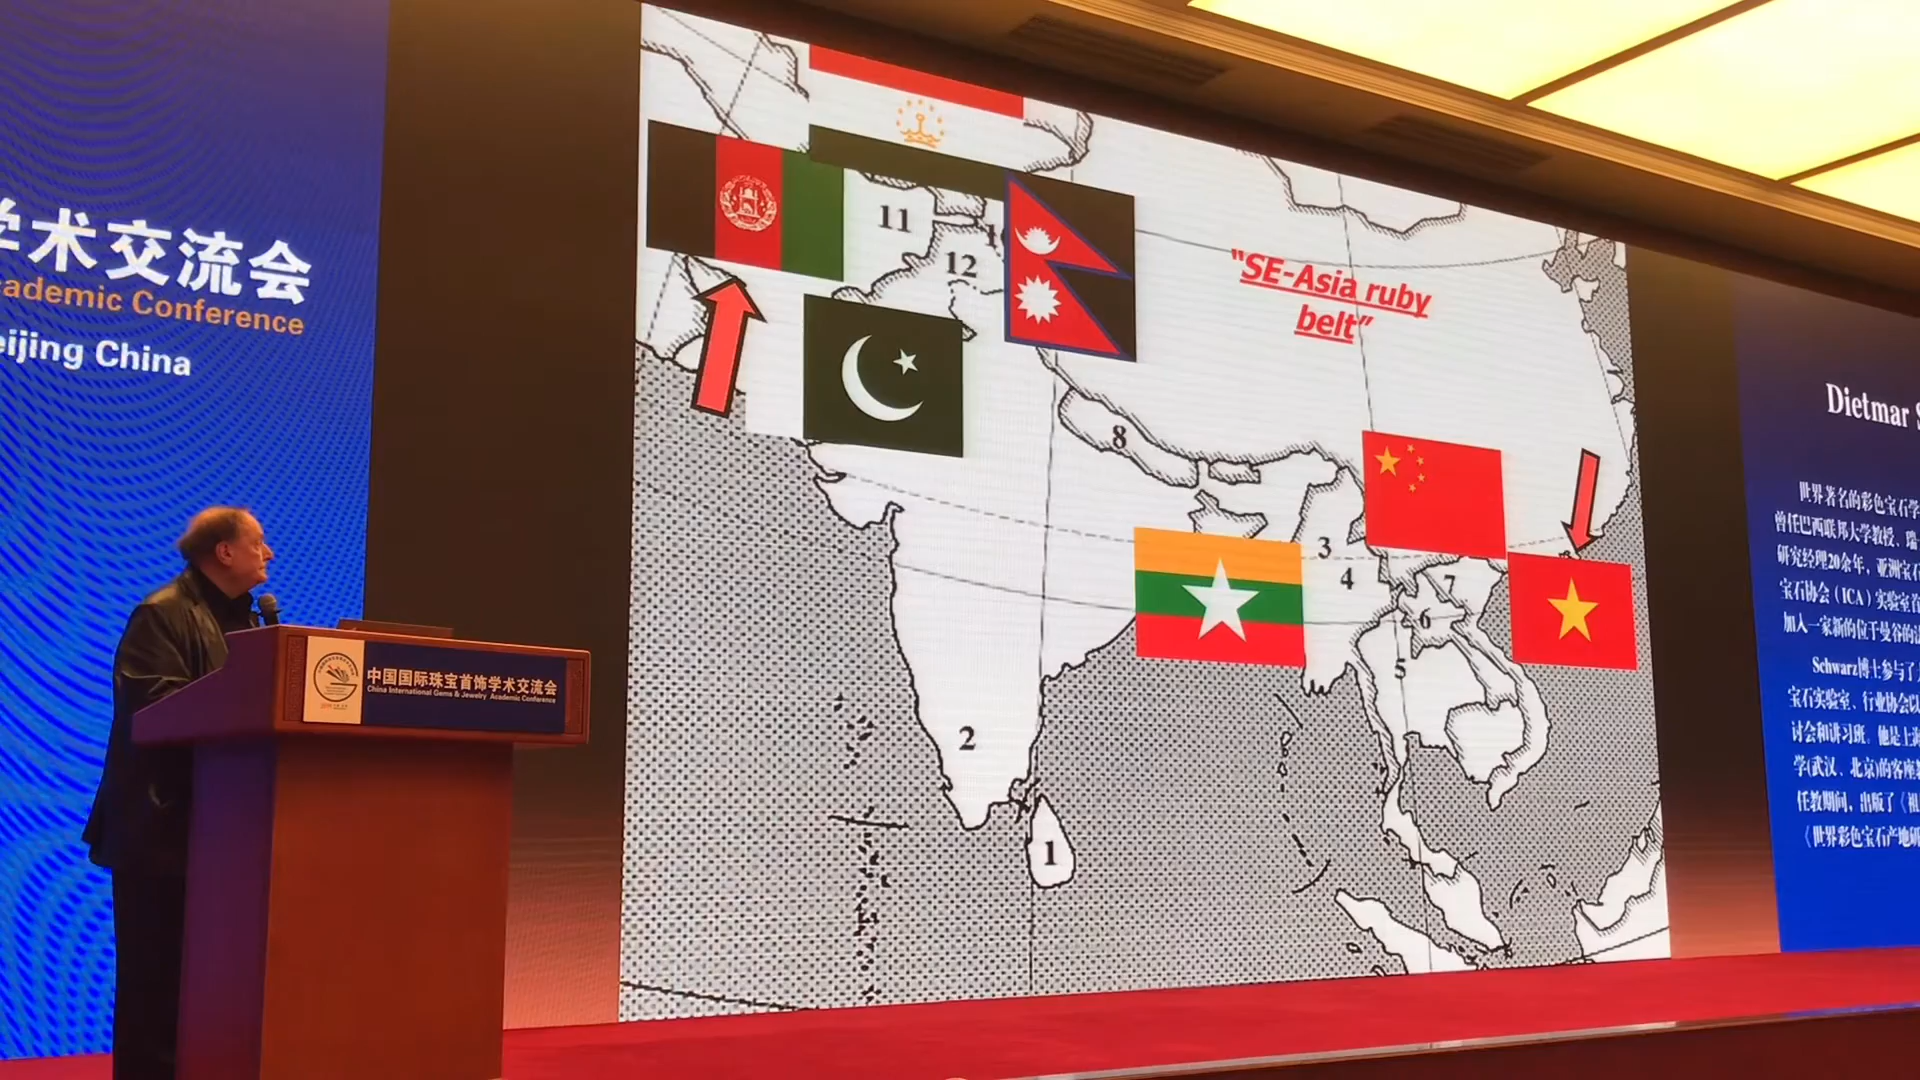 学术交流会
ademic Conference
eijing China
中国国际珠宝首饰学术交流会
China International Gems & Jewelry Academic Conference
11
12
"SE-Asia ruby
belt"
8
3
4
7
6
5
2
1
Dietmar S
世界著名的彩色宝石学
曾任巴西联邦大学教授、瑞
研究经理20余年，亚洲宝石
宝石协会（ICA）实验室首
加入一家新的位于曼谷的
Schwarz博士参与了
宝石实验室、行业协会以
讨会和讲习班。他是上海
学(武汉、北京)的客座教
任教期间，出版了《祖
《世界彩色宝石产地研